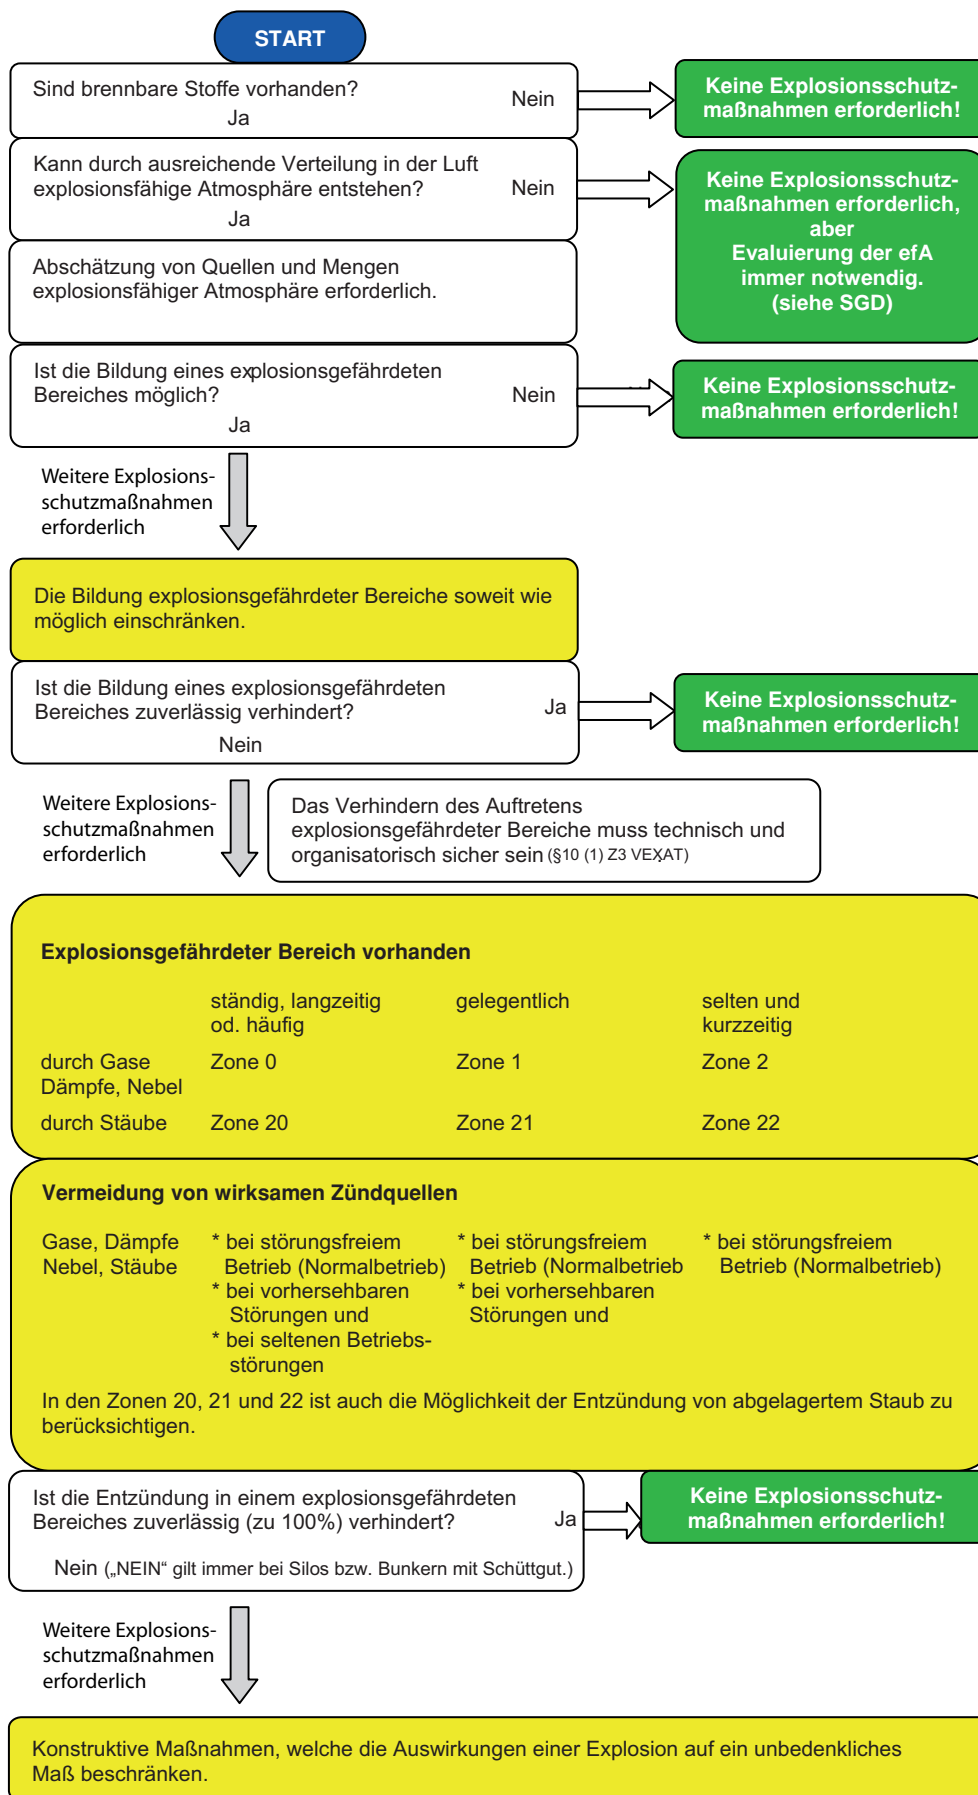 START
Sind brennbare Stoffe vorhanden?
Nein
Ja
Keine Explosionsschutz-
maßnahmen erforderlich!
Kann durch ausreichende Verteilung in der Luft
explosionsfähige Atmosphäre entstehen?
Nein
Ja
Keine Explosionsschutz-
maßnahmen erforderlich,
aber
Evaluierung der efA
immer notwendig.
(siehe SGD)
Abschätzung von Quellen und Mengen
explosionsfähiger Atmosphäre erforderlich.
Ist die Bildung eines explosionsgefährdeten
Bereiches möglich?
Nein
Ja
Keine Explosionsschutz-
maßnahmen erforderlich!
Weitere Explosions-
schutzmaßnahmen
erforderlich
Die Bildung explosionsgefährdeter Bereiche soweit wie
möglich einschränken.
Ist die Bildung eines explosionsgefährdeten
Bereiches zuverlässig verhindert?
Ja
Nein
Keine Explosionsschutz-
maßnahmen erforderlich!
Weitere Explosions-
schutzmaßnahmen
erforderlich
Das Verhindern des Auftretens
explosionsgefährdeter Bereiche muss technisch und
organisatorisch sicher sein (§10 (1) Z3 VEXAT)
Explosionsgefährdeter Bereich vorhanden
ständig, langzeitig gelegentlich selten und
od. häufig kurzzeitig
durch Gase Zone 0 Zone 1 Zone 2
Dämpfe, Nebel
durch Stäube Zone 20 Zone 21 Zone 22
Vermeidung von wirksamen Zündquellen
Gase, Dämpfe * bei störungsfreiem * bei störungsfreiem * bei störungsfreiem
Nebel, Stäube Betrieb (Normalbetrieb) Betrieb (Normalbetrieb Betrieb (Normalbetrieb)
* bei vorhersehbaren * bei vorhersehbaren
Störungen und Störungen und
* bei seltenen Betriebs-
störungen
In den Zonen 20, 21 und 22 ist auch die Möglichkeit der Entzündung von abgelagertem Staub zu
berücksichtigen.
Ist die Entzündung in einem explosionsgefährdeten
Bereiches zuverlässig (zu 100%) verhindert?
Ja
Nein („NEIN“ gilt immer bei Silos bzw. Bunkern mit Schüttgut.)
Keine Explosionsschutz-
maßnahmen erforderlich!
Weitere Explosions-
schutzmaßnahmen
erforderlich
Konstruktive Maßnahmen, welche die Auswirkungen einer Explosion auf ein unbedenkliches
Maß beschränken.